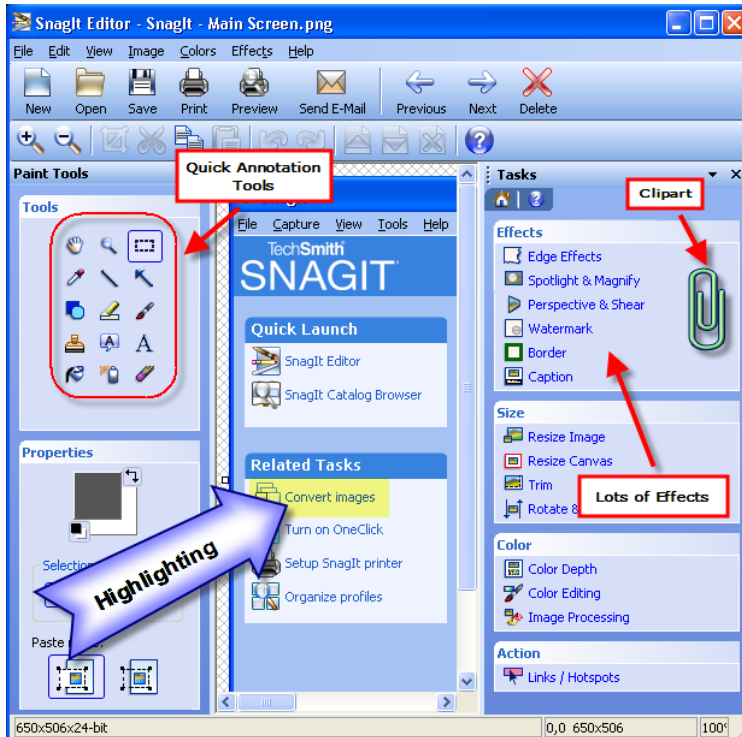 SnagIt Editor - SnagIt - Main Screen.png
File Edit View Image Colors Effects Help
New Open Save Print Preview Send E-Mail Previous Next Delete
Paint Tools
Tools
Quick Annotation
Tools
File Capture View Tools Help
TechSmith
SNAGIT
Quick Launch
SnagIt Editor
SnagIt Catalog Browser
Related Tasks
Convert images
Turn on OneClick
Setup SnagIt printer
Organize profiles
Properties
Highlighting
Paste
Tasks
Clipart
Effects
Edge Effects
Spotlight & Magnify
Perspective & Shear
Watermark
Border
Caption
Size
Resize Image
Resize Canvas
Trim
Rotate &
Lots of Effects
Color
Color Depth
Color Editing
Image Processing
Action
Links / Hotspots
650x506x24-bit
0,0 650x506
100%